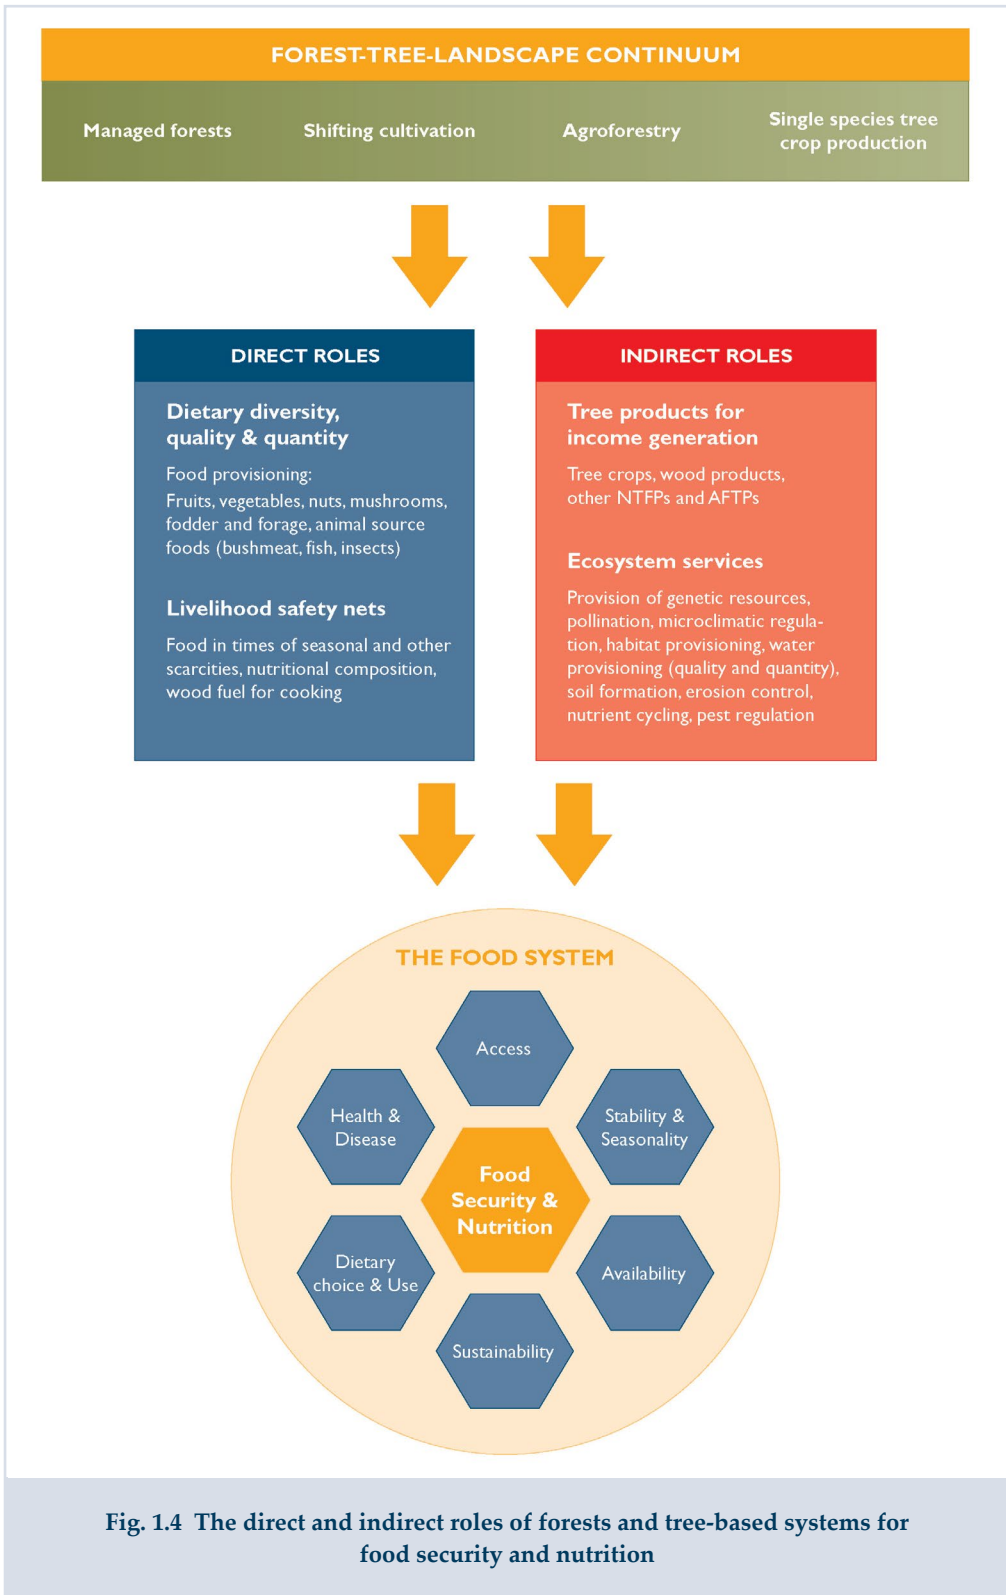 FOREST-TREE-LANDSCAPE CONTINUUM
Managed forests
Shifting cultivation
Agroforestry
Single species tree
crop production
DIRECT ROLES
Dietary diversity,
quality & quantity
Food provisioning:
Fruits, vegetables, nuts, mushrooms,
fodder and forage, animal source
foods (bushmeat, fish, insects)
Livelihood safety nets
Food in times of seasonal and other
scarcities, nutritional composition,
wood fuel for cooking
INDIRECT ROLES
Tree products for
income generation
Tree crops, wood products,
other NTFPs and AFTPs
Ecosystem services
Provision of genetic resources,
pollination, microclimatic regula-
tion, habitat provisioning, water
provisioning (quality and quantity),
soil formation, erosion control,
nutrient cycling, pest regulation
THE FOOD SYSTEM
Access
Health &
Disease
Stability &
Seasonality
Food
Security &
Nutrition
Dietary
choice & Use
Availability
Sustainability
Fig. 1.4 The direct and indirect roles of forests and tree-based systems for
food security and nutrition